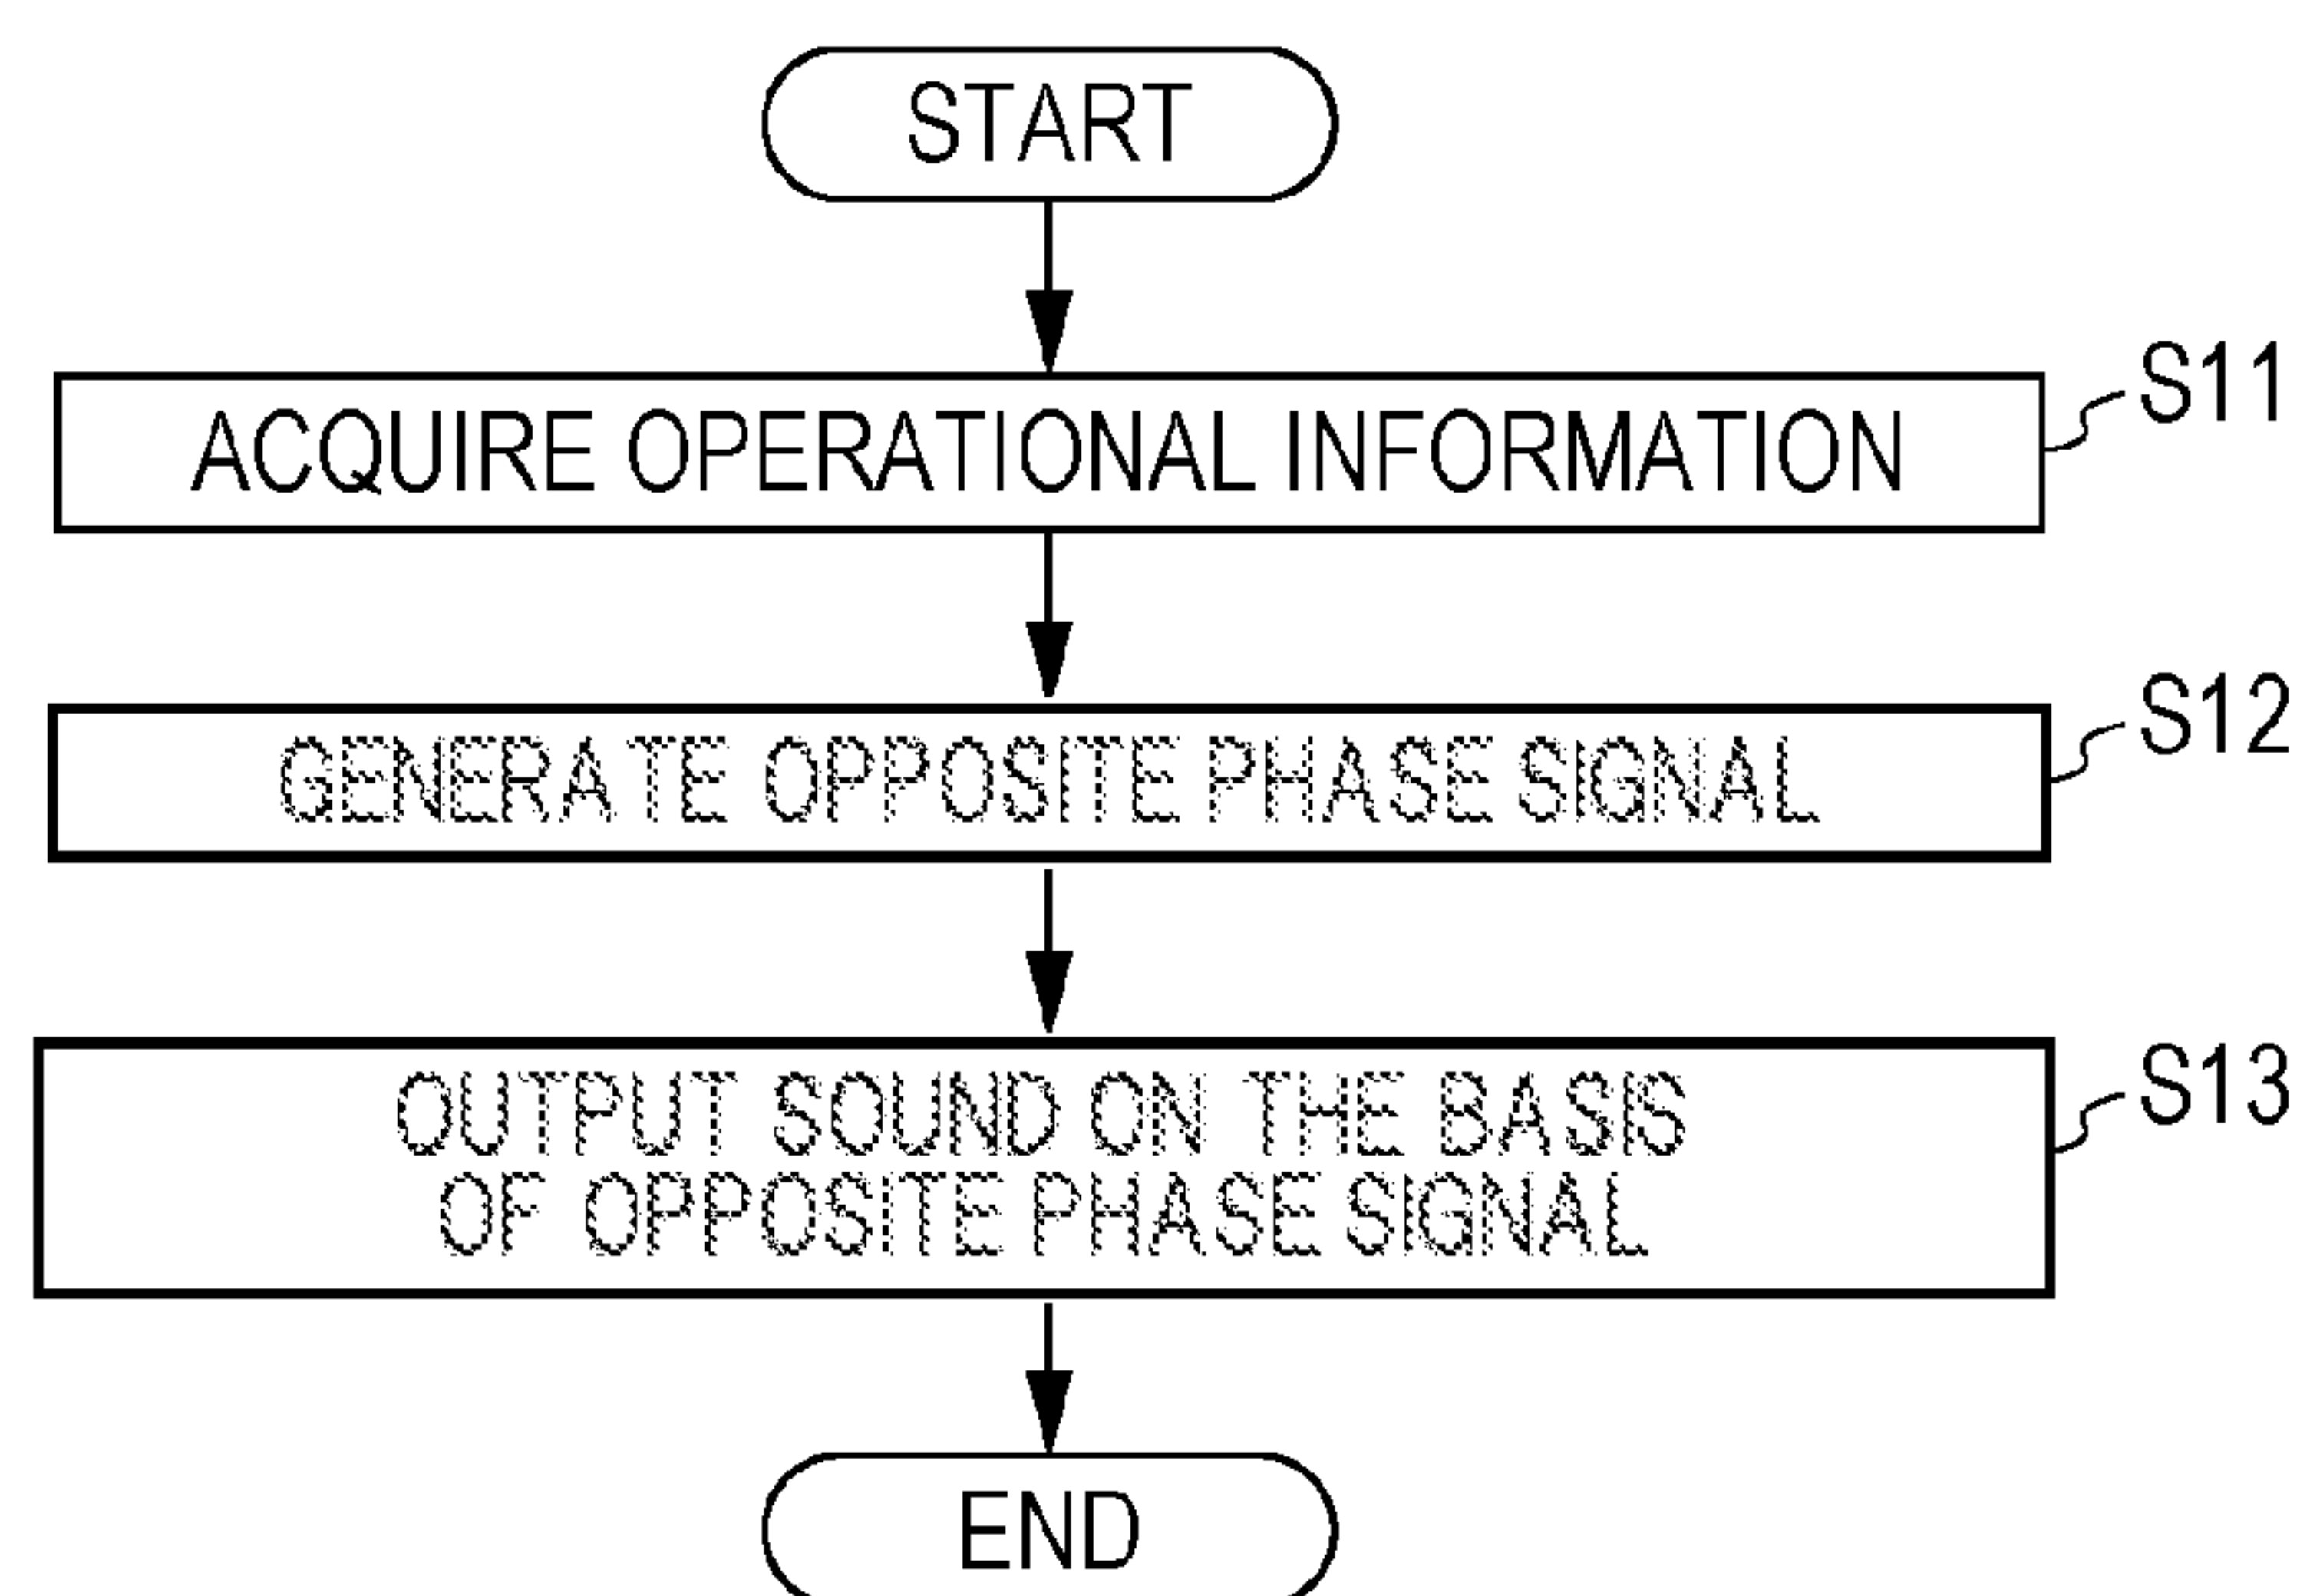 START
ACQUIRE OPERATIONAL INFORMATION
S11
GENERATE OPPOSITE PHASE SIGNAL
S12
OUTPUT SOUND ON THE BASIS
OF OPPOSITE PHASE SIGNAL
S13
END